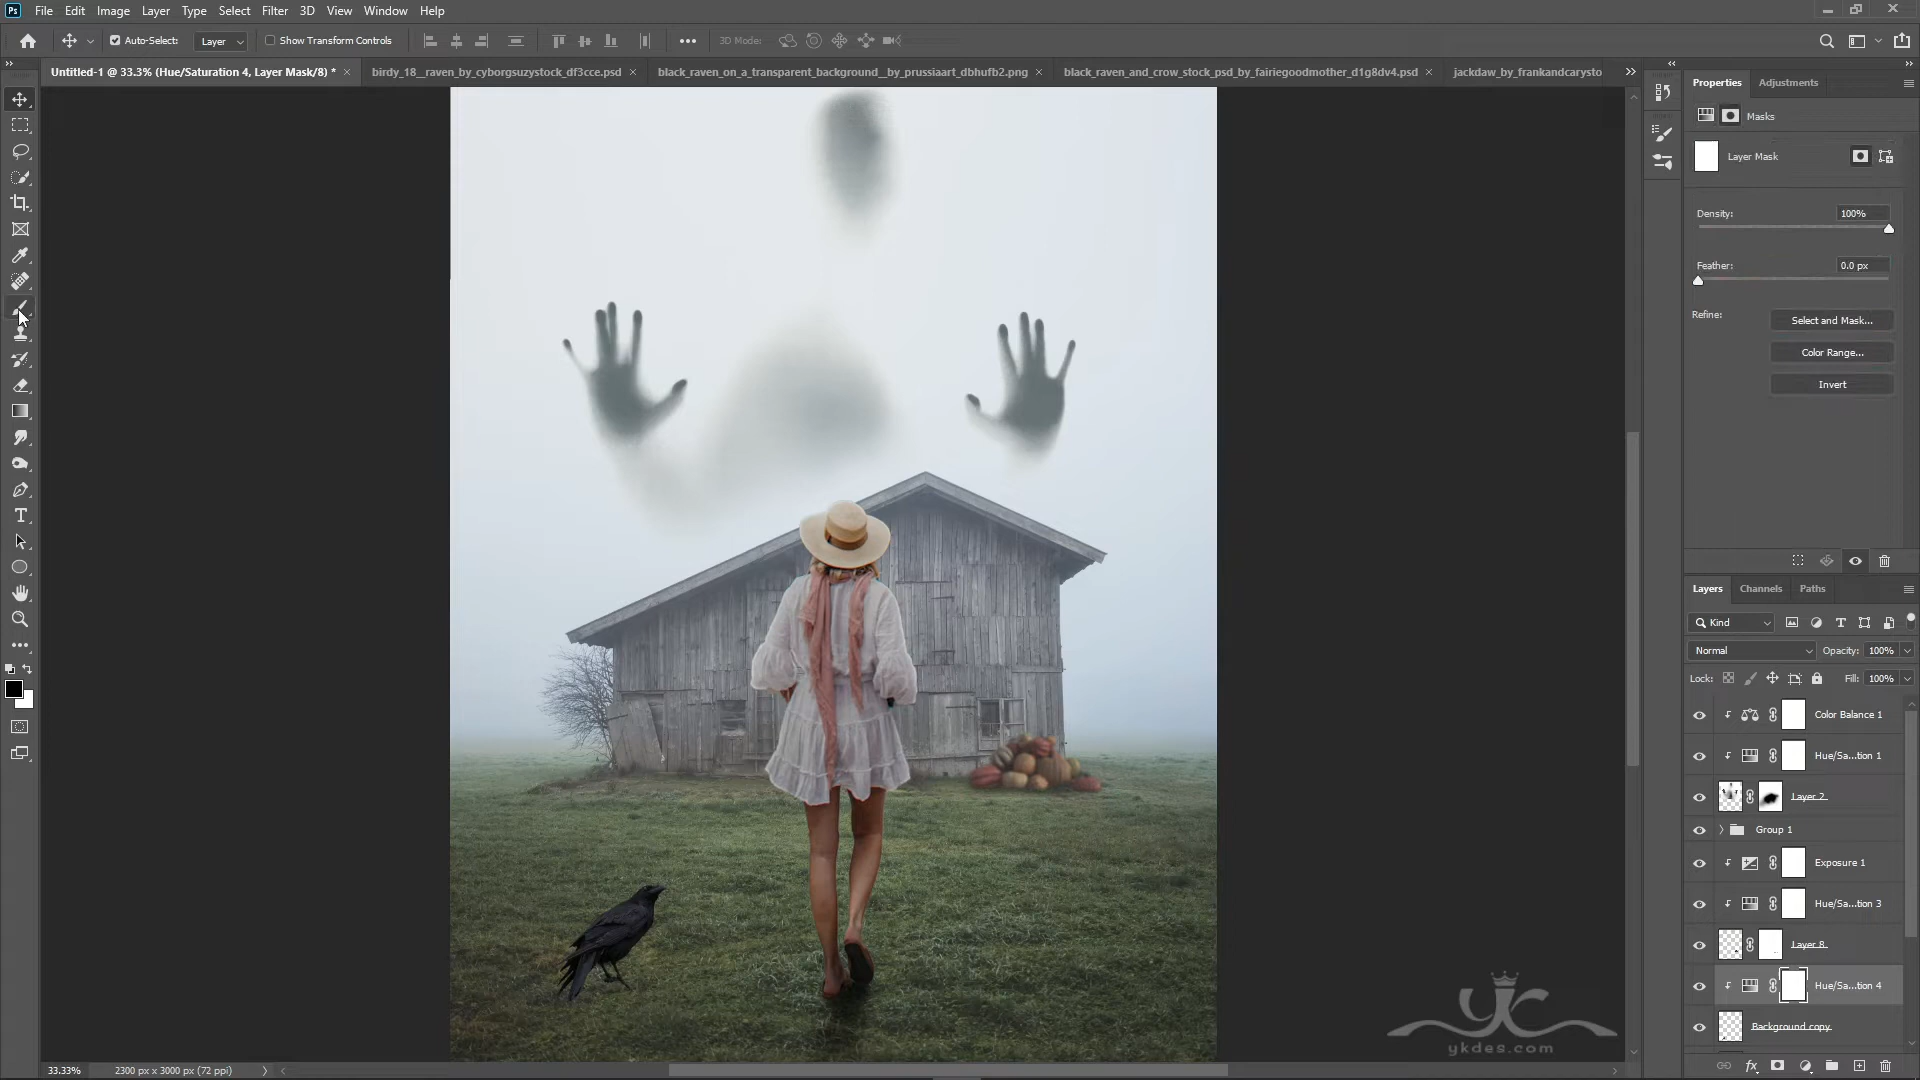 Ps File Edit Image Layer Type Select Filter 3D View Window Help
Auto-Select: Layer Show Transform Controls 3D Mode:
Untitled-1 @ 33.3% (Hue/Saturation 4, Layer Mask/8) * × birdy_18__raven_by_cyborgsuzystock_df3cce.psd × black_raven_on_a_transparent_background__by_prussiaart_dbhufb2.png × black_raven_and_crow_stock_psd_by_fairiegoodmother_d1g8dv4.psd × jackdaw_by_frankandcarysto
Properties Adjustments
Masks
Layer Mask
Density: 100%
Feather: 0.0 px
Refine: Select and Mask...
Color Range...
Invert
Layers Channels Paths
Kind
Normal Opacity: 100%
Lock: Fill: 100%
Color Balance 1
Hue/Sa...tion 1
Layer 2
Group 1
Exposure 1
Hue/Sa...tion 3
Layer 8
Hue/Sa...tion 4
Background copy
yc
ykdes.com
33.33% 2300 px x 3000 px (72 ppi)